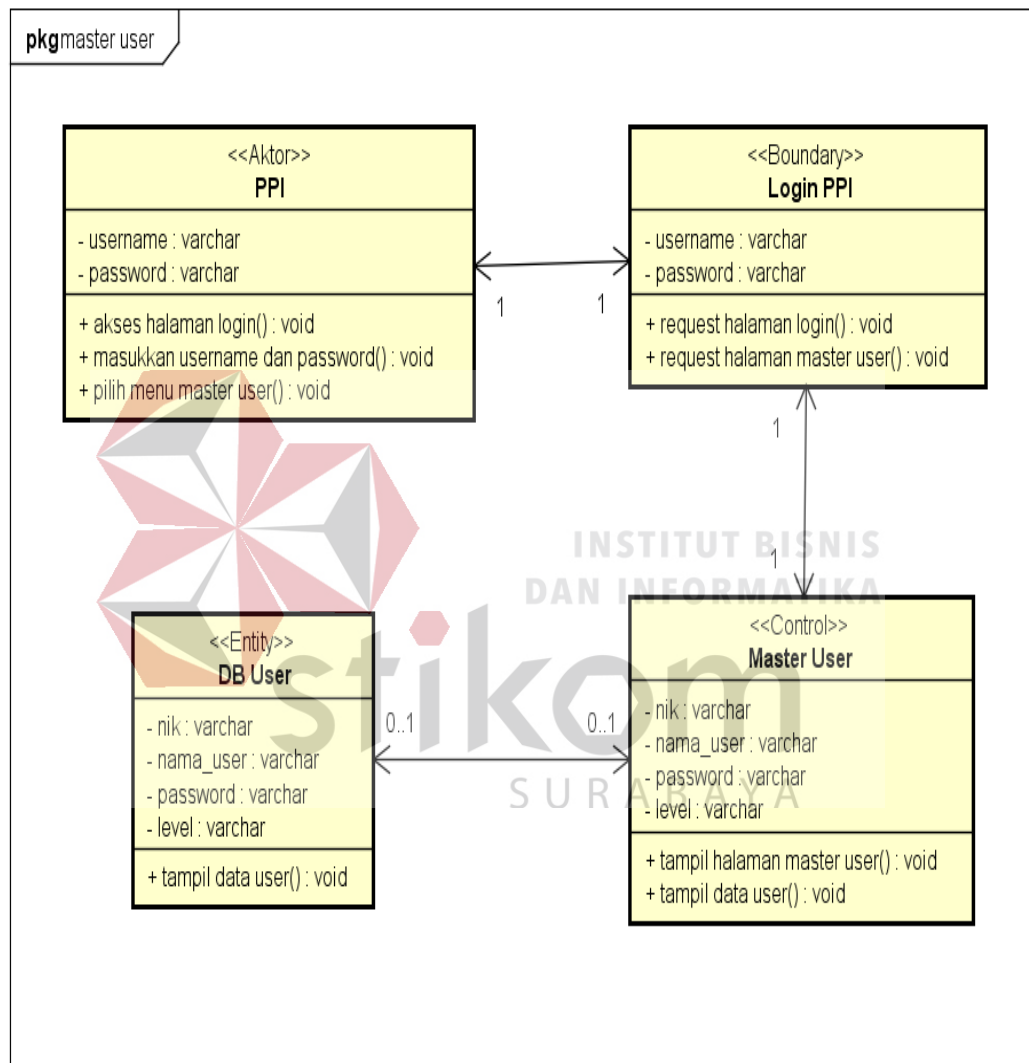 pkg master user
<<Aktor>>
PPI
- username : varchar
- password : varchar
+ akses halaman login() : void
+ masukkan username dan password() : void
+ pilih menu master user() : void
<<Boundary>>
Login PPI
- username : varchar
- password : varchar
+ request halaman login() : void
+ request halaman master user() : void
1
1
1
1
INSTITUT BISNIS
DAN INFORMATIKA
stikom
SURABAYA
<<Entity>>
DB User
- nik : varchar
- nama_user : varchar
- password : varchar
- level : varchar
+ tampil data user() : void
0..1
0..1
<<Control>>
Master User
- nik : varchar
- nama_user : varchar
- password : varchar
- level : varchar
+ tampil halaman master user() : void
+ tampil data user() : void